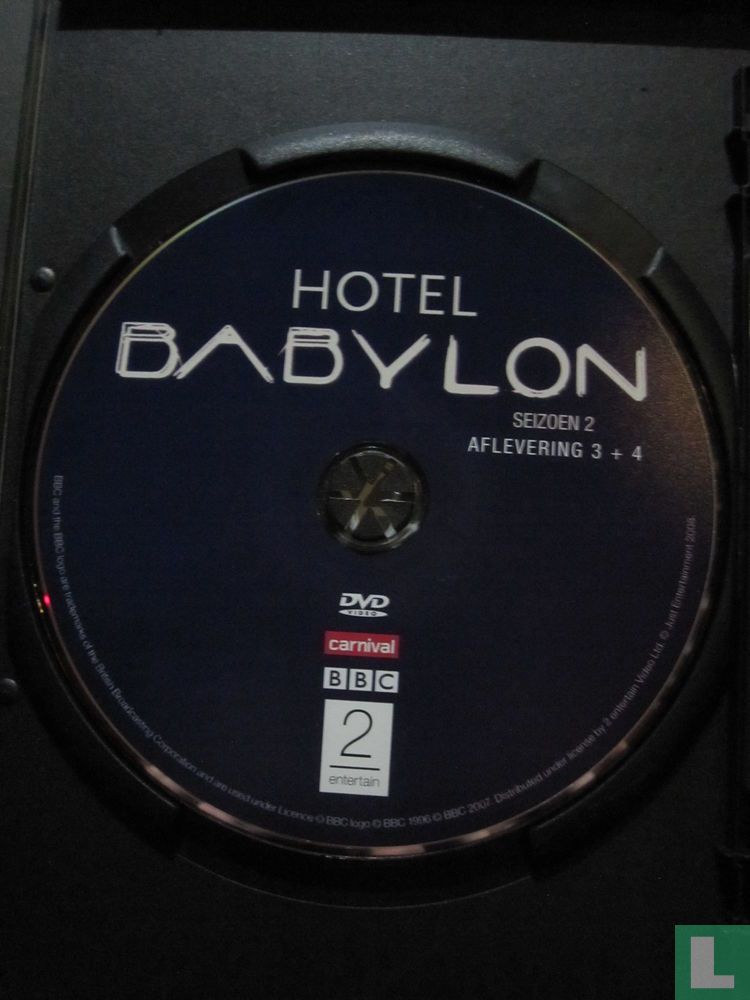 HOTEL
BABYLON
SEIZOEN 2
AFLEVERING 3 + 4
DVD
VIDEO
carnival
BBC
2
entertain
BBC and the BBC logo are trademarks of the British Broadcasting Corporation and are used under Licence © BBC logo © BBC 1996 © BBC 2007. Distributed under license by 2 entertain Video Ltd. © Just Entertainment 2008.
L